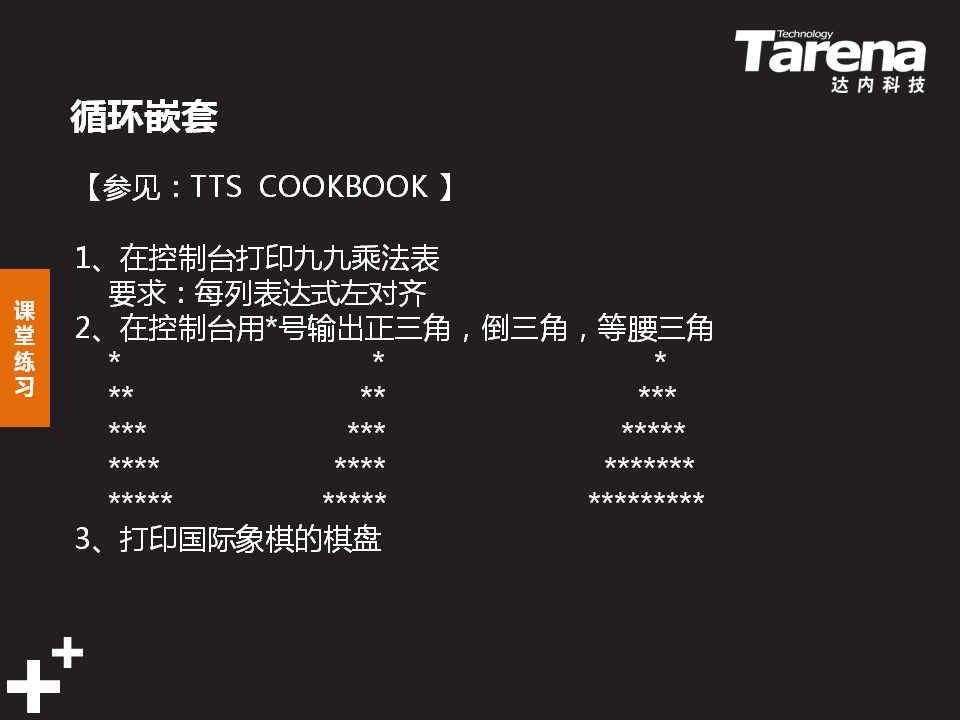 Technology
Tarena
达内科技
循环嵌套
【参见：TTS COOKBOOK 】
1、在控制台打印九九乘法表
要求：每列表达式左对齐
2、在控制台用*号输出正三角，倒三角，等腰三角
* * *
** ** ***
*** *** *****
**** **** *******
***** ***** *********
3、打印国际象棋的棋盘
课堂练习